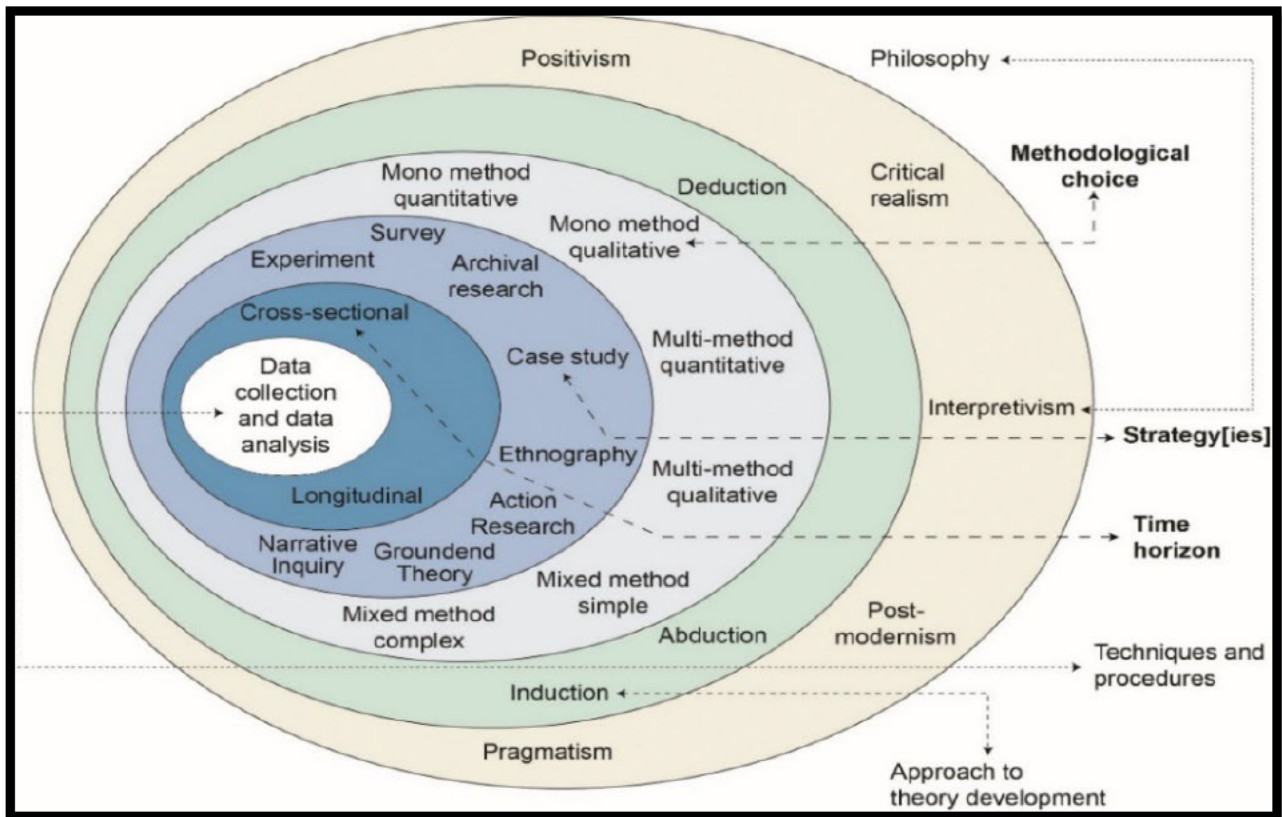 Positivism
Philosophy
Methodological
choice
Critical
realism
Deduction
Mono method
quantitative
Mono method
qualitative
Survey
Experiment
Archival
research
Cross-sectional
Case study
Multi-method
quantitative
Data
collection
and data
analysis
Interpretivism
Strategy[ies]
Ethnography
Multi-method
qualitative
Longitudinal
Action
Research
Time
horizon
Narrative
Inquiry
Groundend
Theory
Mixed method
simple
Mixed method
complex
Post-
modernism
Abduction
Techniques and
procedures
Induction
Pragmatism
Approach to
theory development